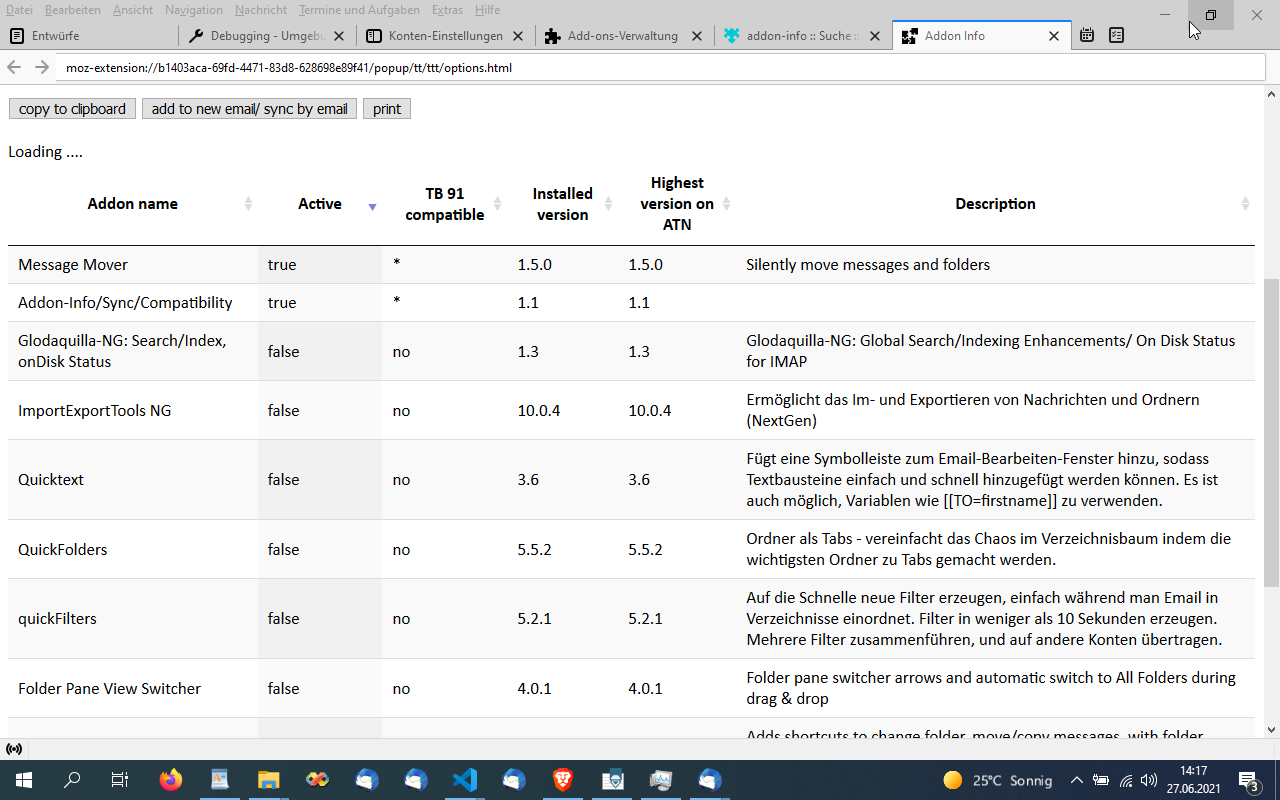 Datei Bearbeiten Ansicht Navigation Nachricht Termine und Aufgaben Extras Hilfe
Entwürfe
Debugging - Umgebu
Konten-Einstellungen
Add-ons-Verwaltung
addon-info :: Suche ::
Addon Info
moz-extension://b1403aca-69fd-4471-83d8-628698e89f41/popup/tt/ttt/options.html
copy to clipboard
add to new email/ sync by email
print
Loading ....
Addon name
Active
TB 91
compatible
Installed
version
Highest
version on
ATN
Description
Message Mover true * 1.5.0 1.5.0 Silently move messages and folders
Addon-Info/Sync/Compatibility true * 1.1 1.1
Glodaquilla-NG: Search/Index,
onDisk Status
false no 1.3 1.3
Glodaquilla-NG: Global Search/Indexing Enhancements/ On Disk Status
for IMAP
ImportExportTools NG false no 10.0.4 10.0.4
Ermöglicht das Im- und Exportieren von Nachrichten und Ordnern
(NextGen)
Quicktext false no 3.6 3.6
Fügt eine Symbolleiste zum Email-Bearbeiten-Fenster hinzu, sodass
Textbausteine einfach und schnell hinzugefügt werden können. Es ist
auch möglich, Variablen wie [[TO=firstname]] zu verwenden.
QuickFolders false no 5.5.2 5.5.2
Ordner als Tabs - vereinfacht das Chaos im Verzeichnisbaum indem die
wichtigsten Ordner zu Tabs gemacht werden.
quickFilters false no 5.2.1 5.2.1
Auf die Schnelle neue Filter erzeugen, einfach während man Email in
Verzeichnisse einordnet. Filter in weniger als 10 Sekunden erzeugen.
Mehrere Filter zusammenführen, und auf andere Konten übertragen.
Folder Pane View Switcher false no 4.0.1 4.0.1
Folder pane switcher arrows and automatic switch to All Folders during
drag & drop
Adds shortcuts to change folder, move/copy messages, with folder
25°C Sonnig
14:17
27.06.2021
3